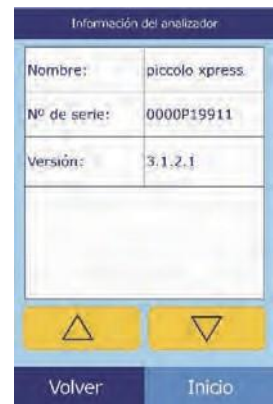 Información del analizador
Nombre: piccolo xpress
Nº de serie: 0000P19911
Versión: 3.1.2.1
Volver Inicio